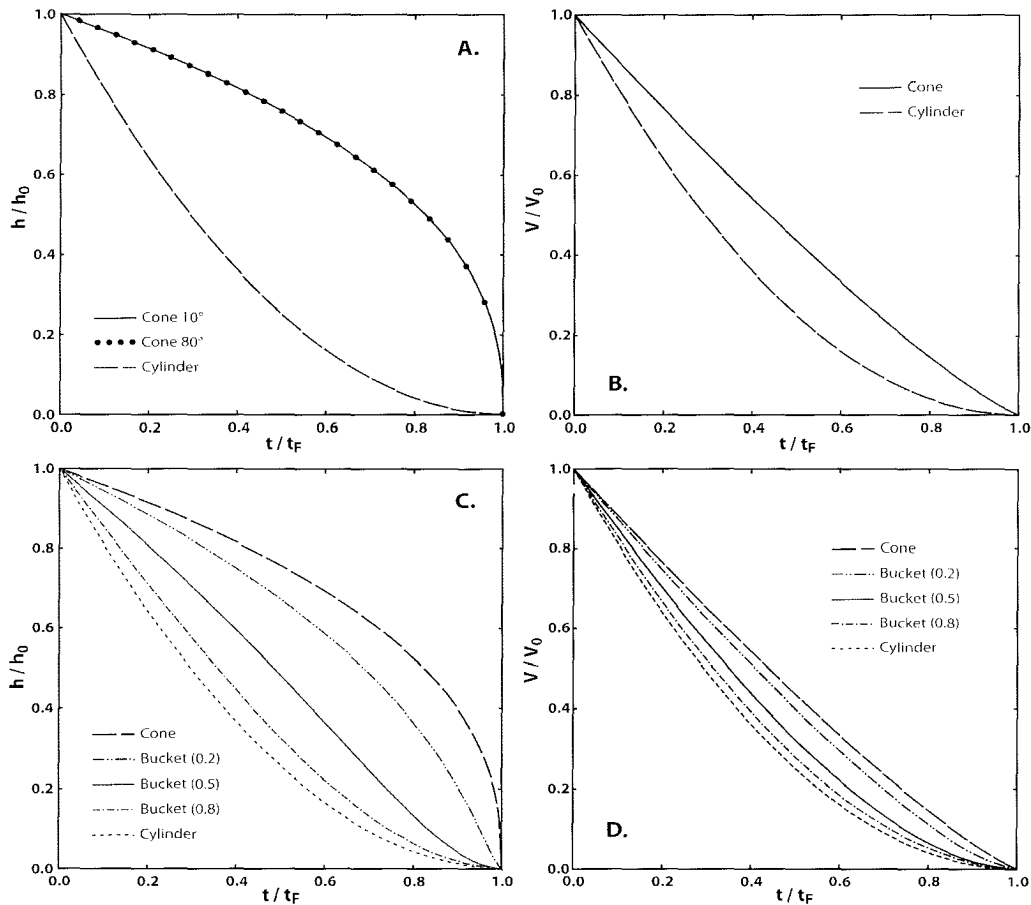 A.
1.0
0.8
0.6
0.4
0.2
0.0
h / h0
Cone 10°
Cone 80°
Cylinder
0.0 0.2 0.4 0.6 0.8 1.0
t / tF
B.
1.0
0.8
0.6
0.4
0.2
0.0
V / V0
Cone
Cylinder
0.0 0.2 0.4 0.6 0.8 1.0
t / tF
C.
1.0
0.8
0.6
0.4
0.2
0.0
h / h0
Cone
Bucket (0.2)
Bucket (0.5)
Bucket (0.8)
Cylinder
0.0 0.2 0.4 0.6 0.8 1.0
t / tF
D.
1.0
0.8
0.6
0.4
0.2
0.0
V / V0
Cone
Bucket (0.2)
Bucket (0.5)
Bucket (0.8)
Cylinder
0.0 0.2 0.4 0.6 0.8 1.0
t / tF